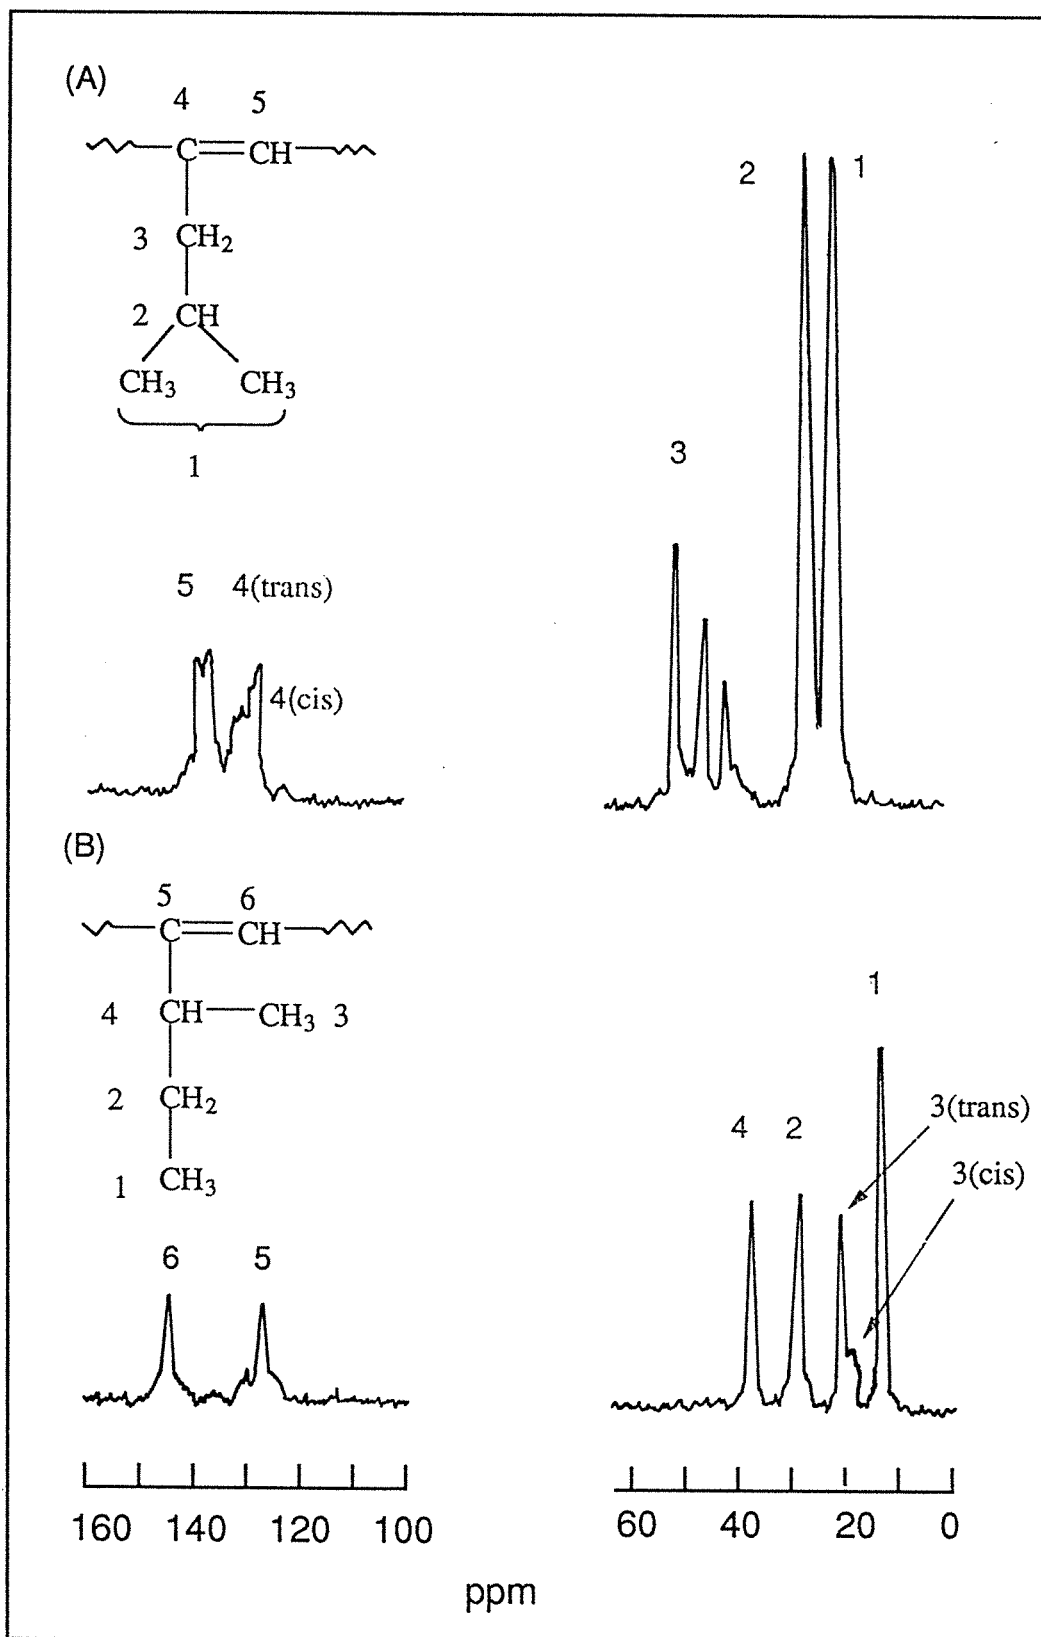 (A)
4 5
C=CH
3 CH₂
2 CH
CH₃ CH₃
1
5 4(trans)
4(cis)
3
2 1
(B)
5 6
C=CH
4 CH—CH₃ 3
2 CH₂
1 CH₃
6 5
4 2
1
3(trans)
3(cis)
160 140 120 100
60 40 20 0
ppm